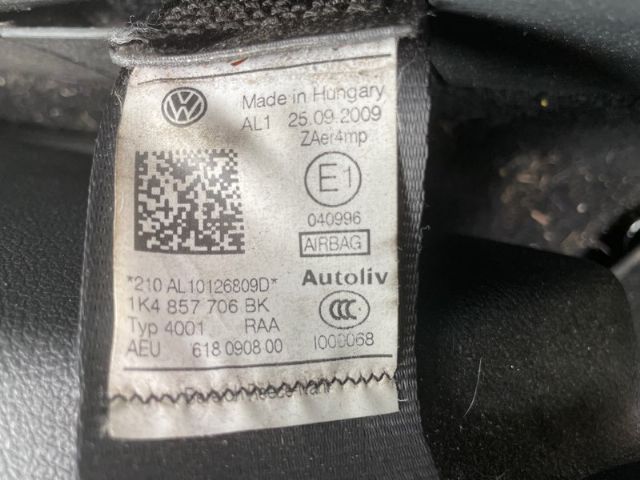 Made in Hungary
AL1 25.09.2009
ZAer4mp
E1
040996
AIRBAG
*210 AL10126809D*
Autoliv
1K4 857 706 BK
Typ 4001 RAA
AEU 618 0908 00
CCC
I000068